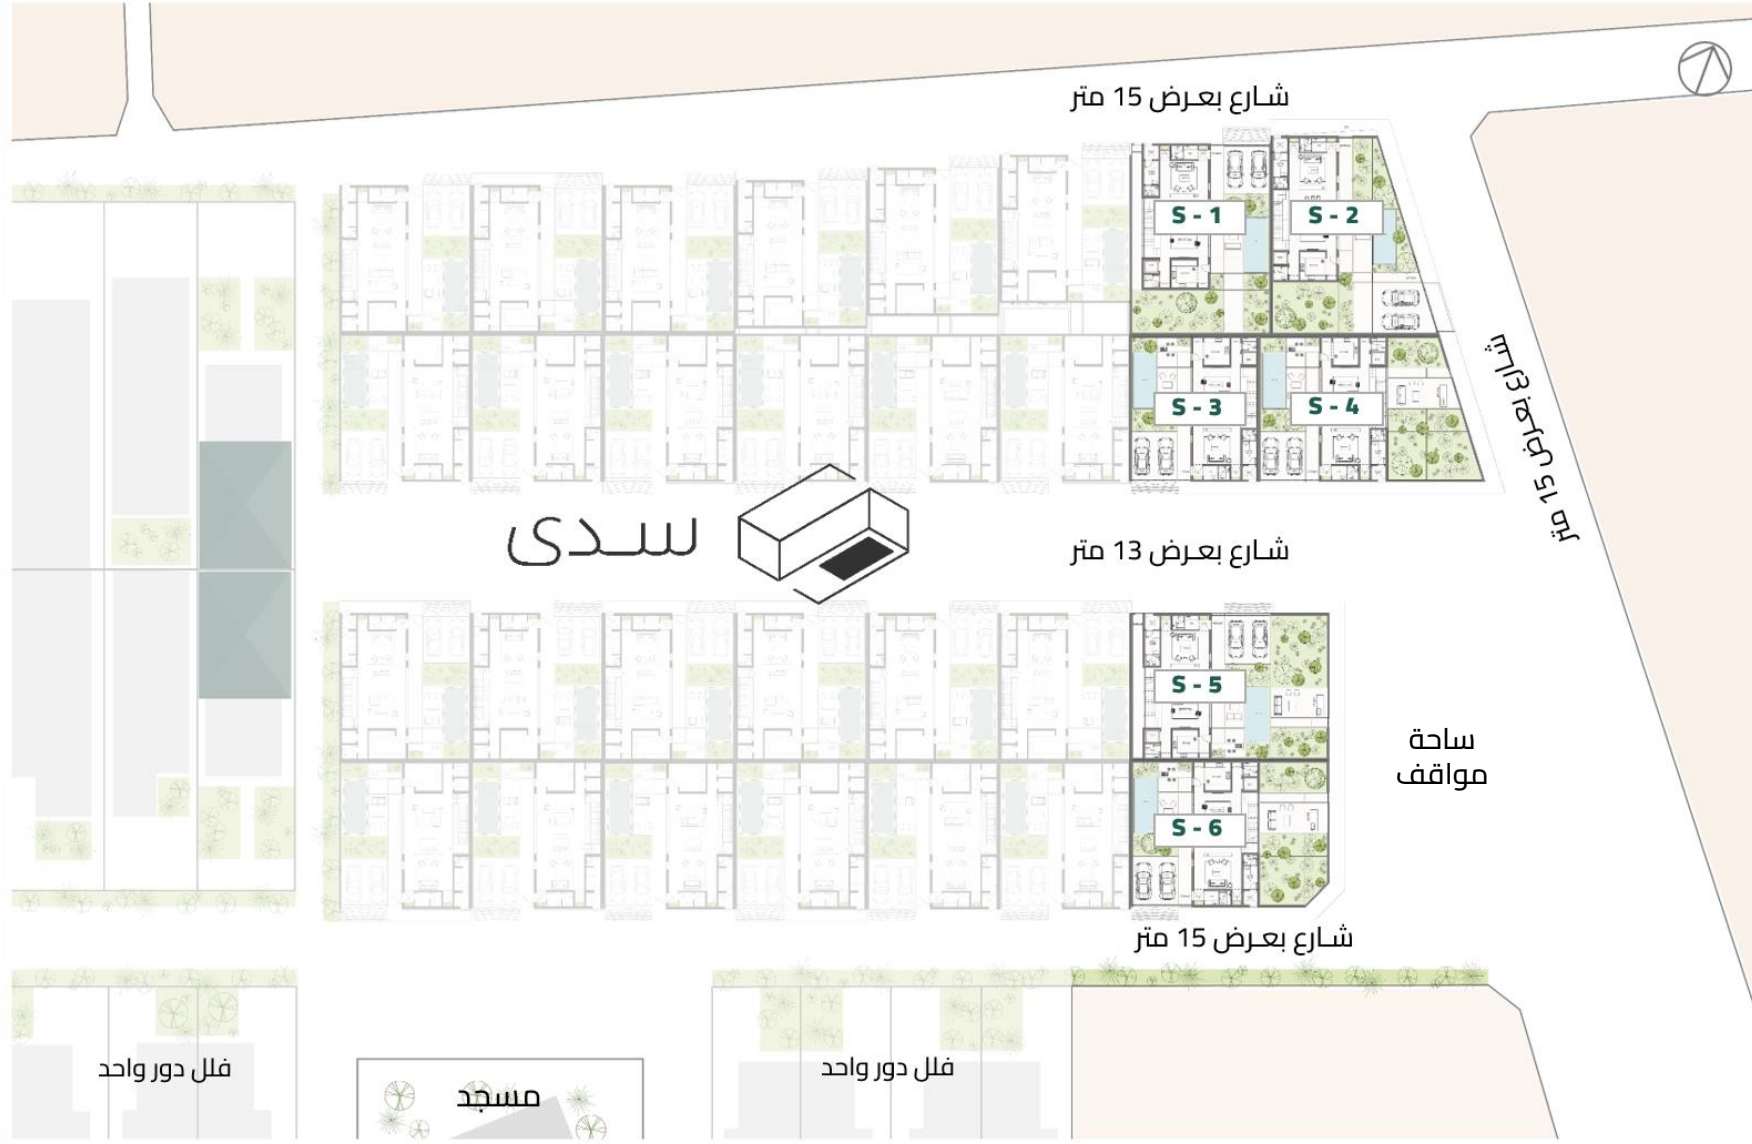 شارع بعرض 15 متر
S - 1
S - 2
شارع بعرض 15 متر
S - 3
S - 4
سدى
شارع بعرض 13 متر
S - 5
ساحة
مواقف
S - 6
شارع بعرض 15 متر
فلل دور واحد
فلل دور واحد
مسجد